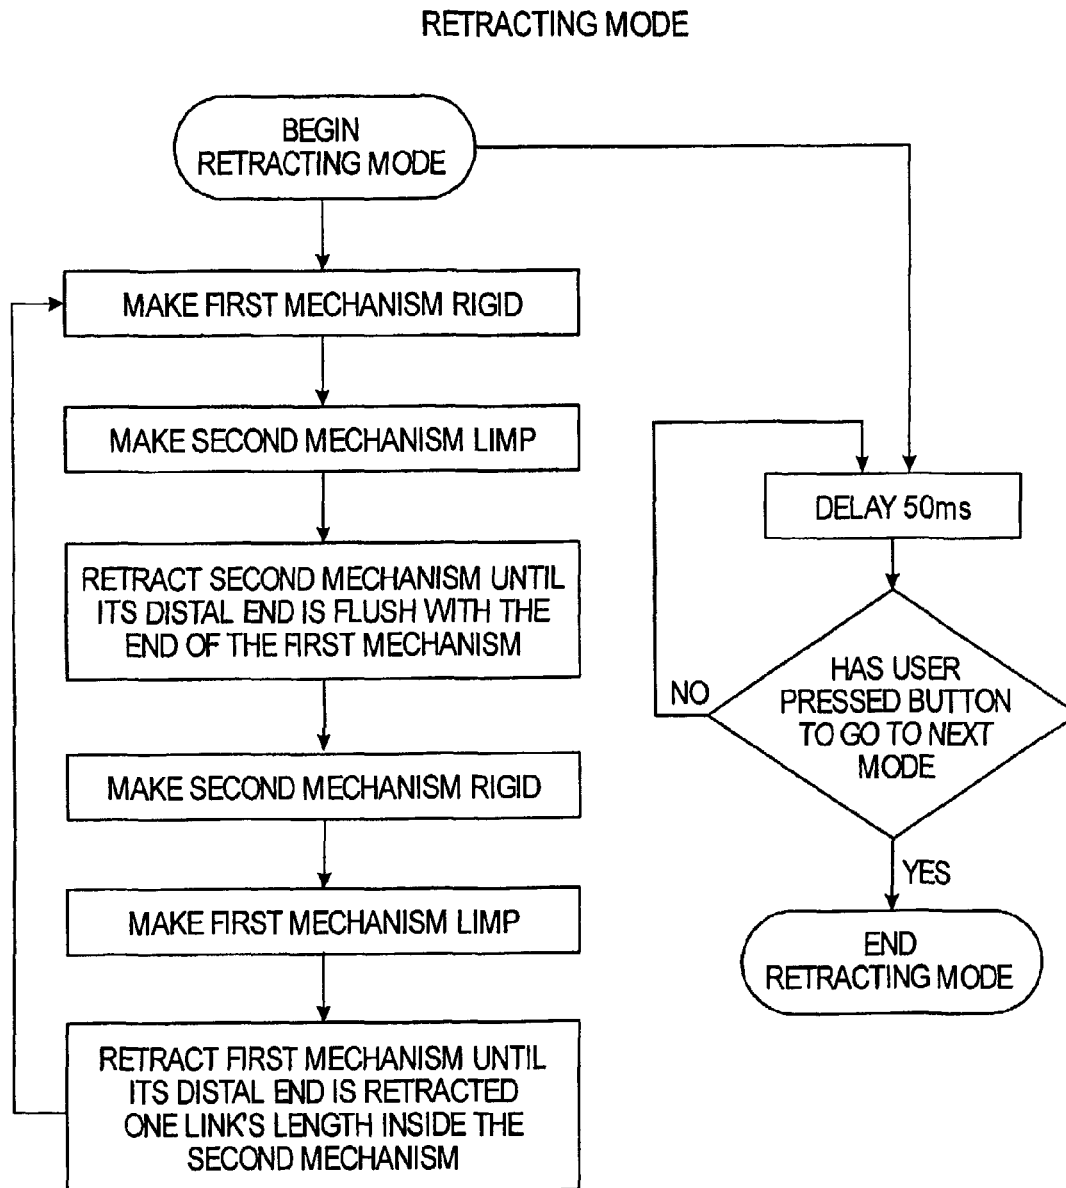 RETRACTING MODE
BEGIN
RETRACTING MODE
MAKE FIRST MECHANISM RIGID
MAKE SECOND MECHANISM LIMP
RETRACT SECOND MECHANISM UNTIL
ITS DISTAL END IS FLUSH WITH THE
END OF THE FIRST MECHANISM
MAKE SECOND MECHANISM RIGID
MAKE FIRST MECHANISM LIMP
RETRACT FIRST MECHANISM UNTIL
ITS DISTAL END IS RETRACTED
ONE LINK'S LENGTH INSIDE THE
SECOND MECHANISM
DELAY 50ms
HAS USER
PRESSED BUTTON
TO GO TO NEXT
MODE
NO
YES
END
RETRACTING MODE